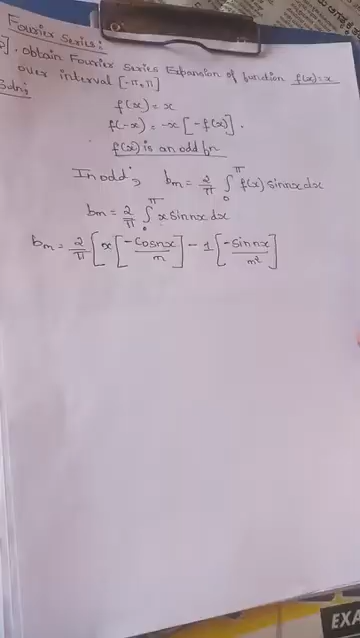 Fourier Series:
. obtain Fourier Series Expansion of function f(x)=x
over interval [-π,π]
Soln:
f(x) = x
f(-x) = -x [-f(x)].
f(x) is an odd fn
In odd, bn = 2/π ∫₀^π f(x) sinnx dx
bn = 2/π ∫₀^π x sinnx dx
bn = 2/π [x[-cosnx/n] - 1[-sinnx/n²]
EXA